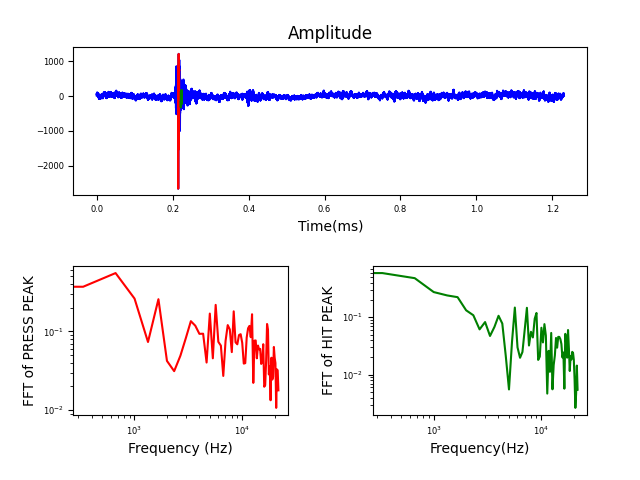 Amplitude
1000
0
−1000
−2000
0.0 0.2 0.4 0.6 0.8 1.0 1.2
Time(ms)
FFT of PRESS PEAK
10⁻¹
10⁻²
10³ 10⁴
Frequency (Hz)
FFT of HIT PEAK
10⁻¹
10⁻²
10³ 10⁴
Frequency(Hz)